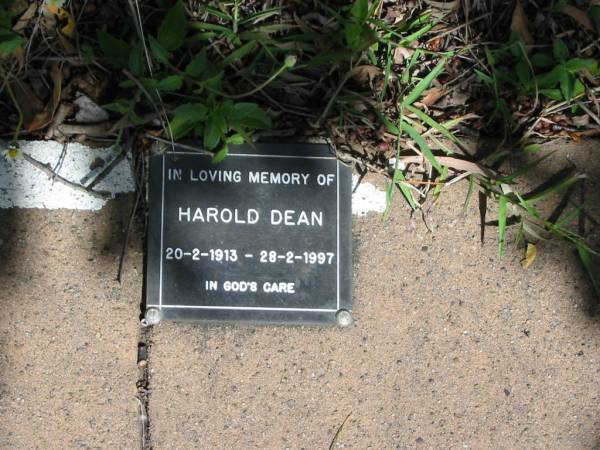 IN LOVING MEMORY OF
HAROLD DEAN
20-2-1913 - 28-2-1997
IN GOD'S CARE